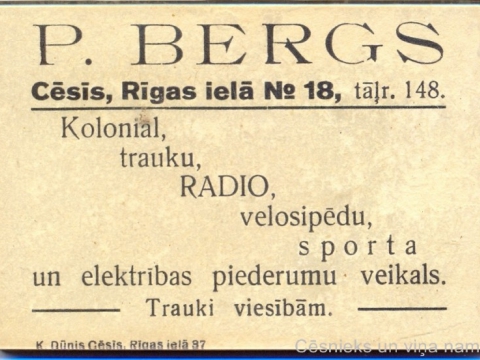 P. BERGS
Cēsīs, Rīgas ielā № 18, tāļr. 148.
Kolonial,
trauku,
RADIO,
velosipēdu,
sporta
un elektrības piederumu veikals.
Trauki viesībām.
K. Dūnis Cēsīs, Rīgas ielā 37
Cēsnieks un viņa nam